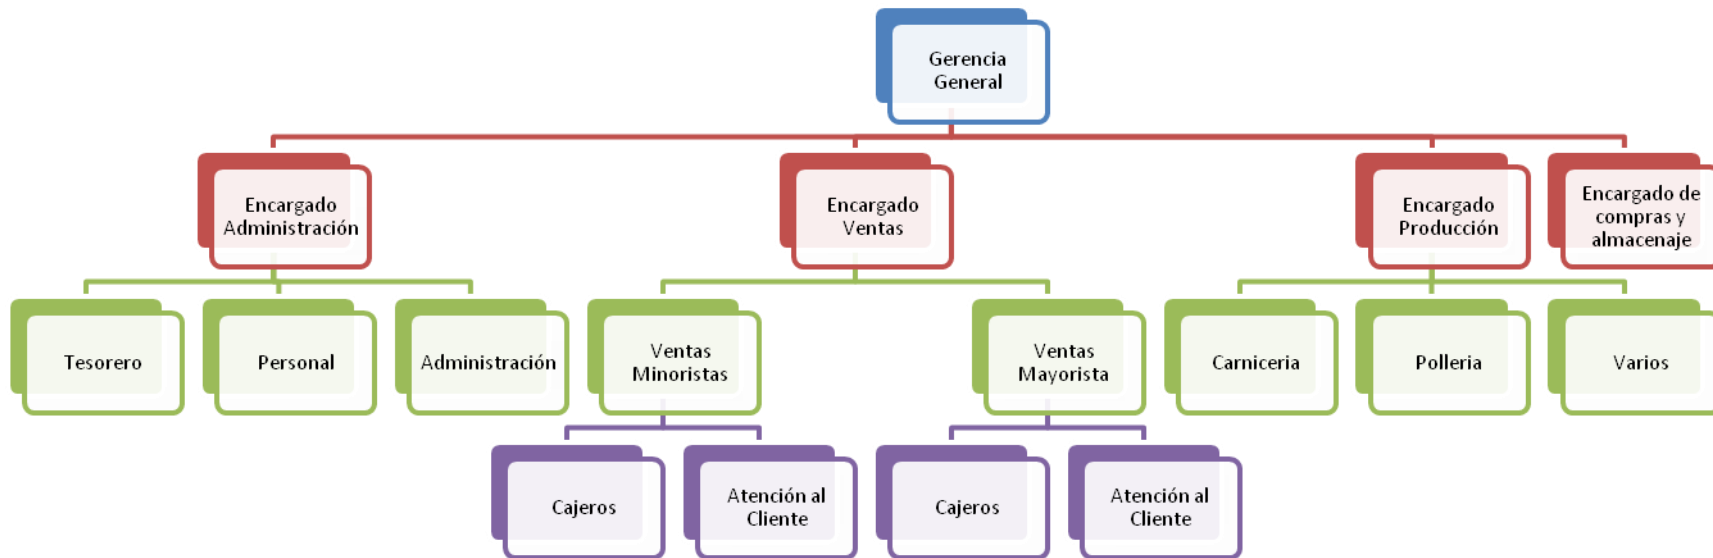 Gerencia
General
Encargado
Administración
Encargado
Ventas
Encargado
Producción
Encargado de
compras y
almacenaje
Tesorero
Personal
Administración
Ventas
Minoristas
Ventas
Mayorista
Carniceria
Polleria
Varios
Cajeros
Atención al
Cliente
Cajeros
Atención al
Cliente